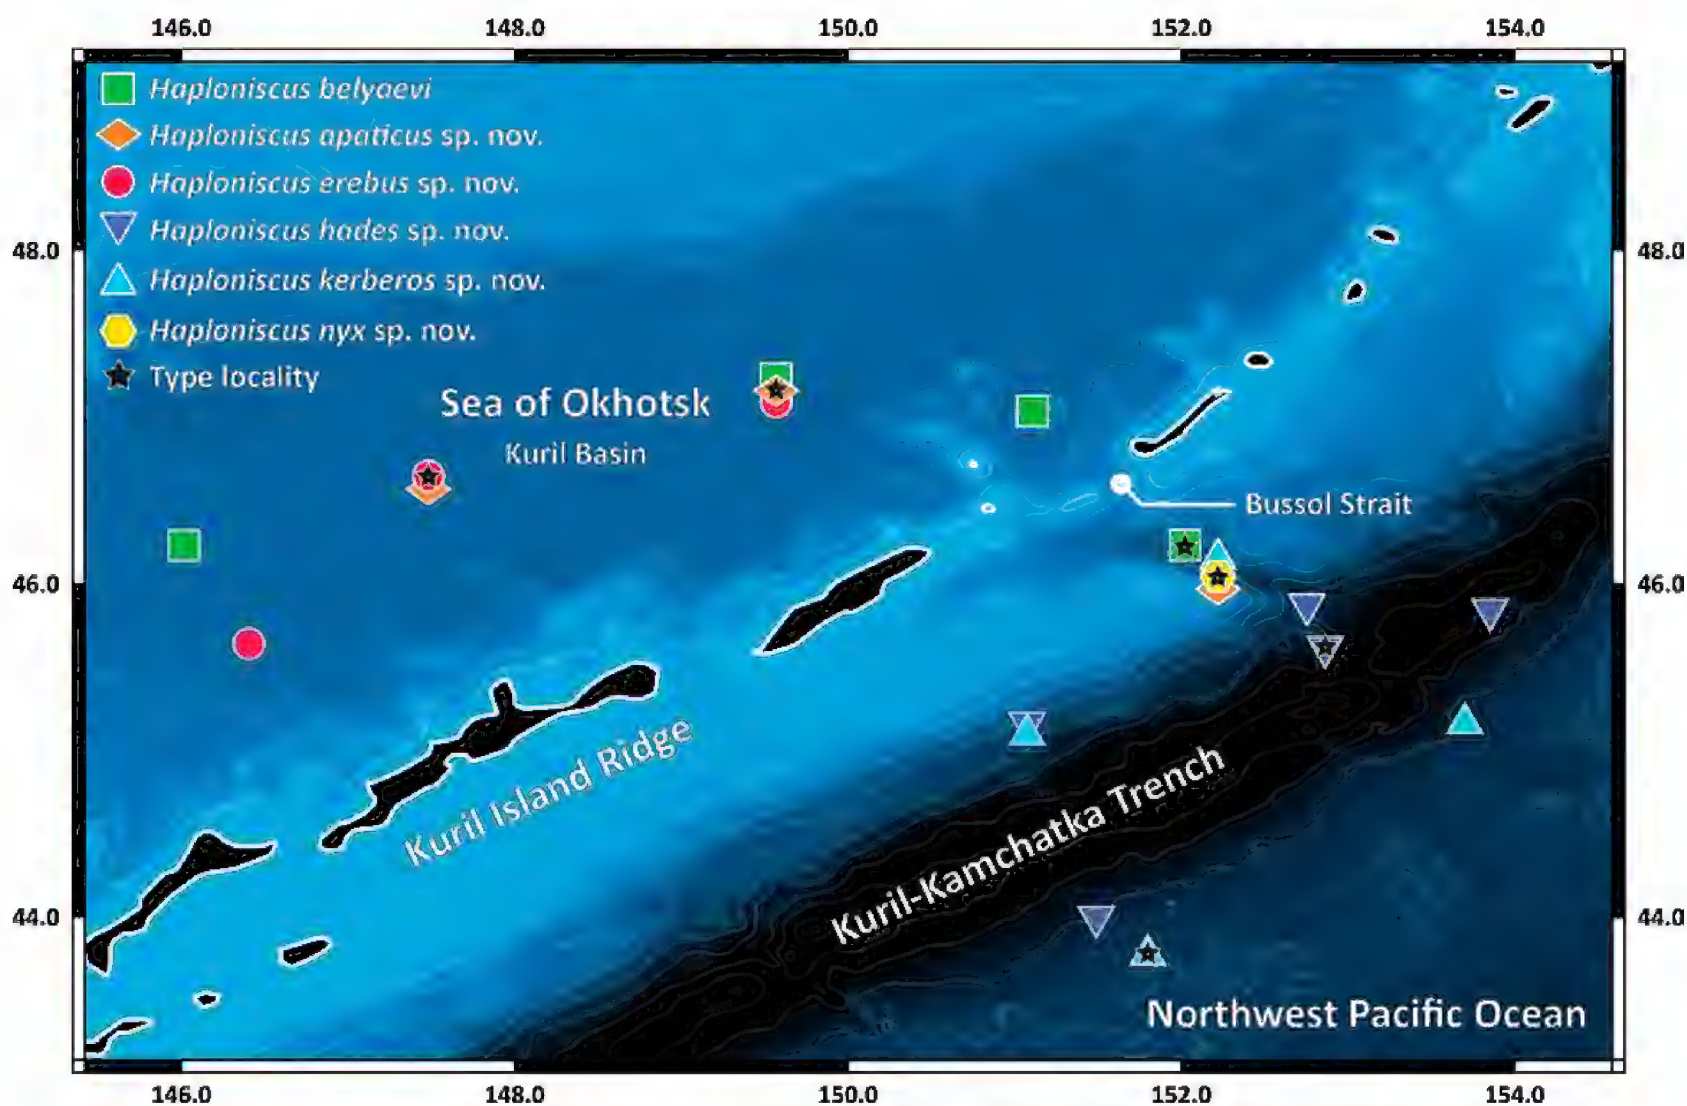 146.0 148.0 150.0 152.0 154.0
Haploniscus belyaevi
Haploniscus apaticus sp. nov.
Haploniscus erebus sp. nov.
Haploniscus hades sp. nov.
48.0 48.0
Haploniscus kerberos sp. nov.
Haploniscus nyx sp. nov.
Type locality
Sea of Okhotsk
Kuril Basin
Bussol Strait
46.0 46.0
Kuril Island Ridge
Kuril-Kamchatka Trench
44.0 44.0
Northwest Pacific Ocean
146.0 148.0 150.0 152.0 154.0